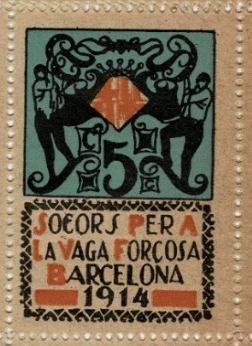 C 5 C
SOCORS PER A
LA VAGA FORÇOSA
BARCELONA
1914